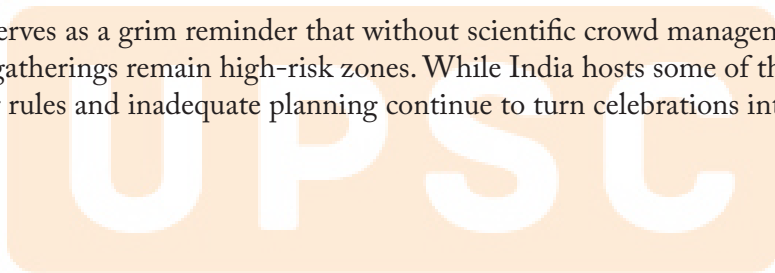 erves as a grim reminder that without scientific crowd managem
gatherings remain high-risk zones. While India hosts some of th
rules and inadequate planning continue to turn celebrations int
UPSC